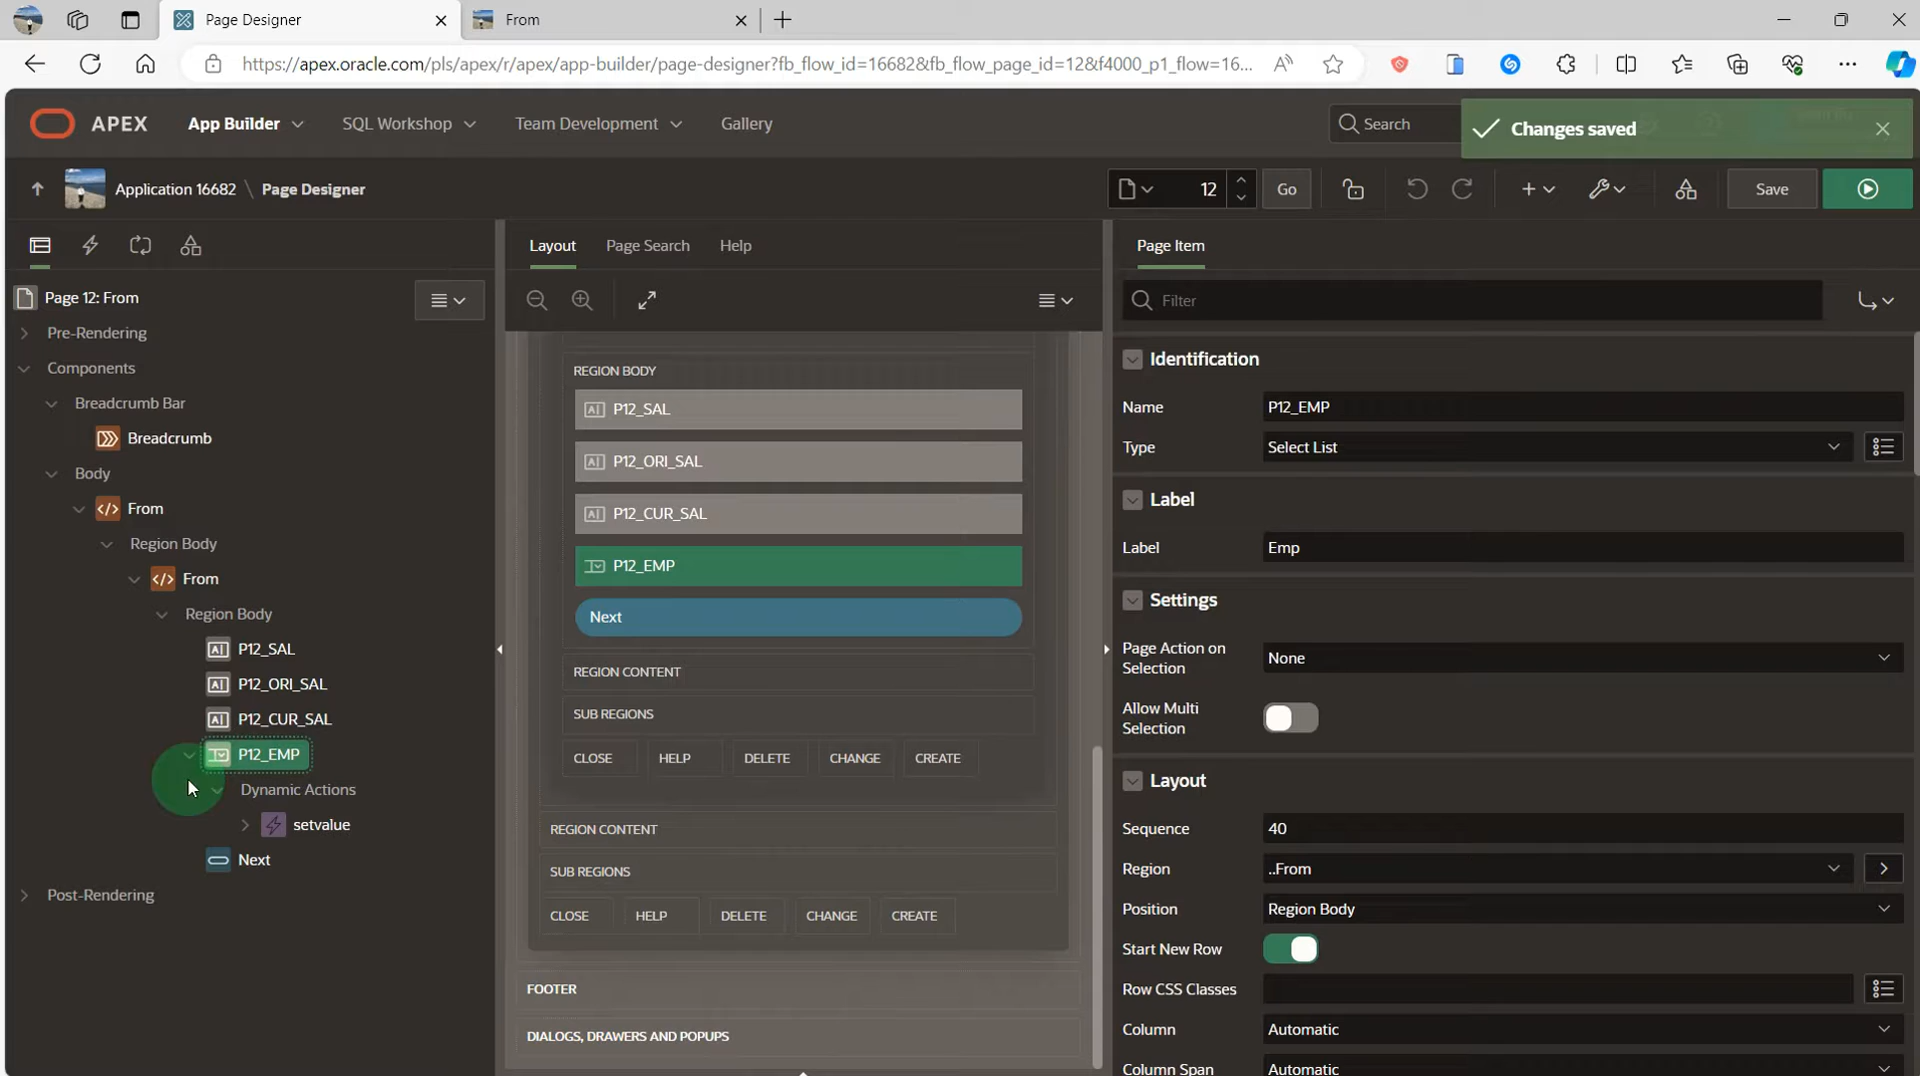 Page Designer
From
https://apex.oracle.com/pls/apex/r/apex/app-builder/page-designer?fb_flow_id=16682&fb_flow_page_id=12&f4000_p1_flow=16...
APEX
App Builder
SQL Workshop
Team Development
Gallery
Search
Changes saved
Application 16682 \ Page Designer
12
Go
Save
Layout
Page Search
Help
Page Item
Page 12: From
Filter
Pre-Rendering
Components
Breadcrumb Bar
Breadcrumb
Body
From
Region Body
From
Region Body
P12_SAL
P12_ORI_SAL
P12_CUR_SAL
P12_EMP
Dynamic Actions
setvalue
Next
Post-Rendering
REGION BODY
P12_SAL
P12_ORI_SAL
P12_CUR_SAL
P12_EMP
Next
REGION CONTENT
SUB REGIONS
CLOSE
HELP
DELETE
CHANGE
CREATE
REGION CONTENT
SUB REGIONS
CLOSE
HELP
DELETE
CHANGE
CREATE
FOOTER
DIALOGS, DRAWERS AND POPUPS
Identification
Name
P12_EMP
Type
Select List
Label
Label
Emp
Settings
Page Action on
Selection
None
Allow Multi
Selection
Layout
Sequence
40
Region
..From
Position
Region Body
Start New Row
Row CSS Classes
Column
Automatic
Column Span
Automatic